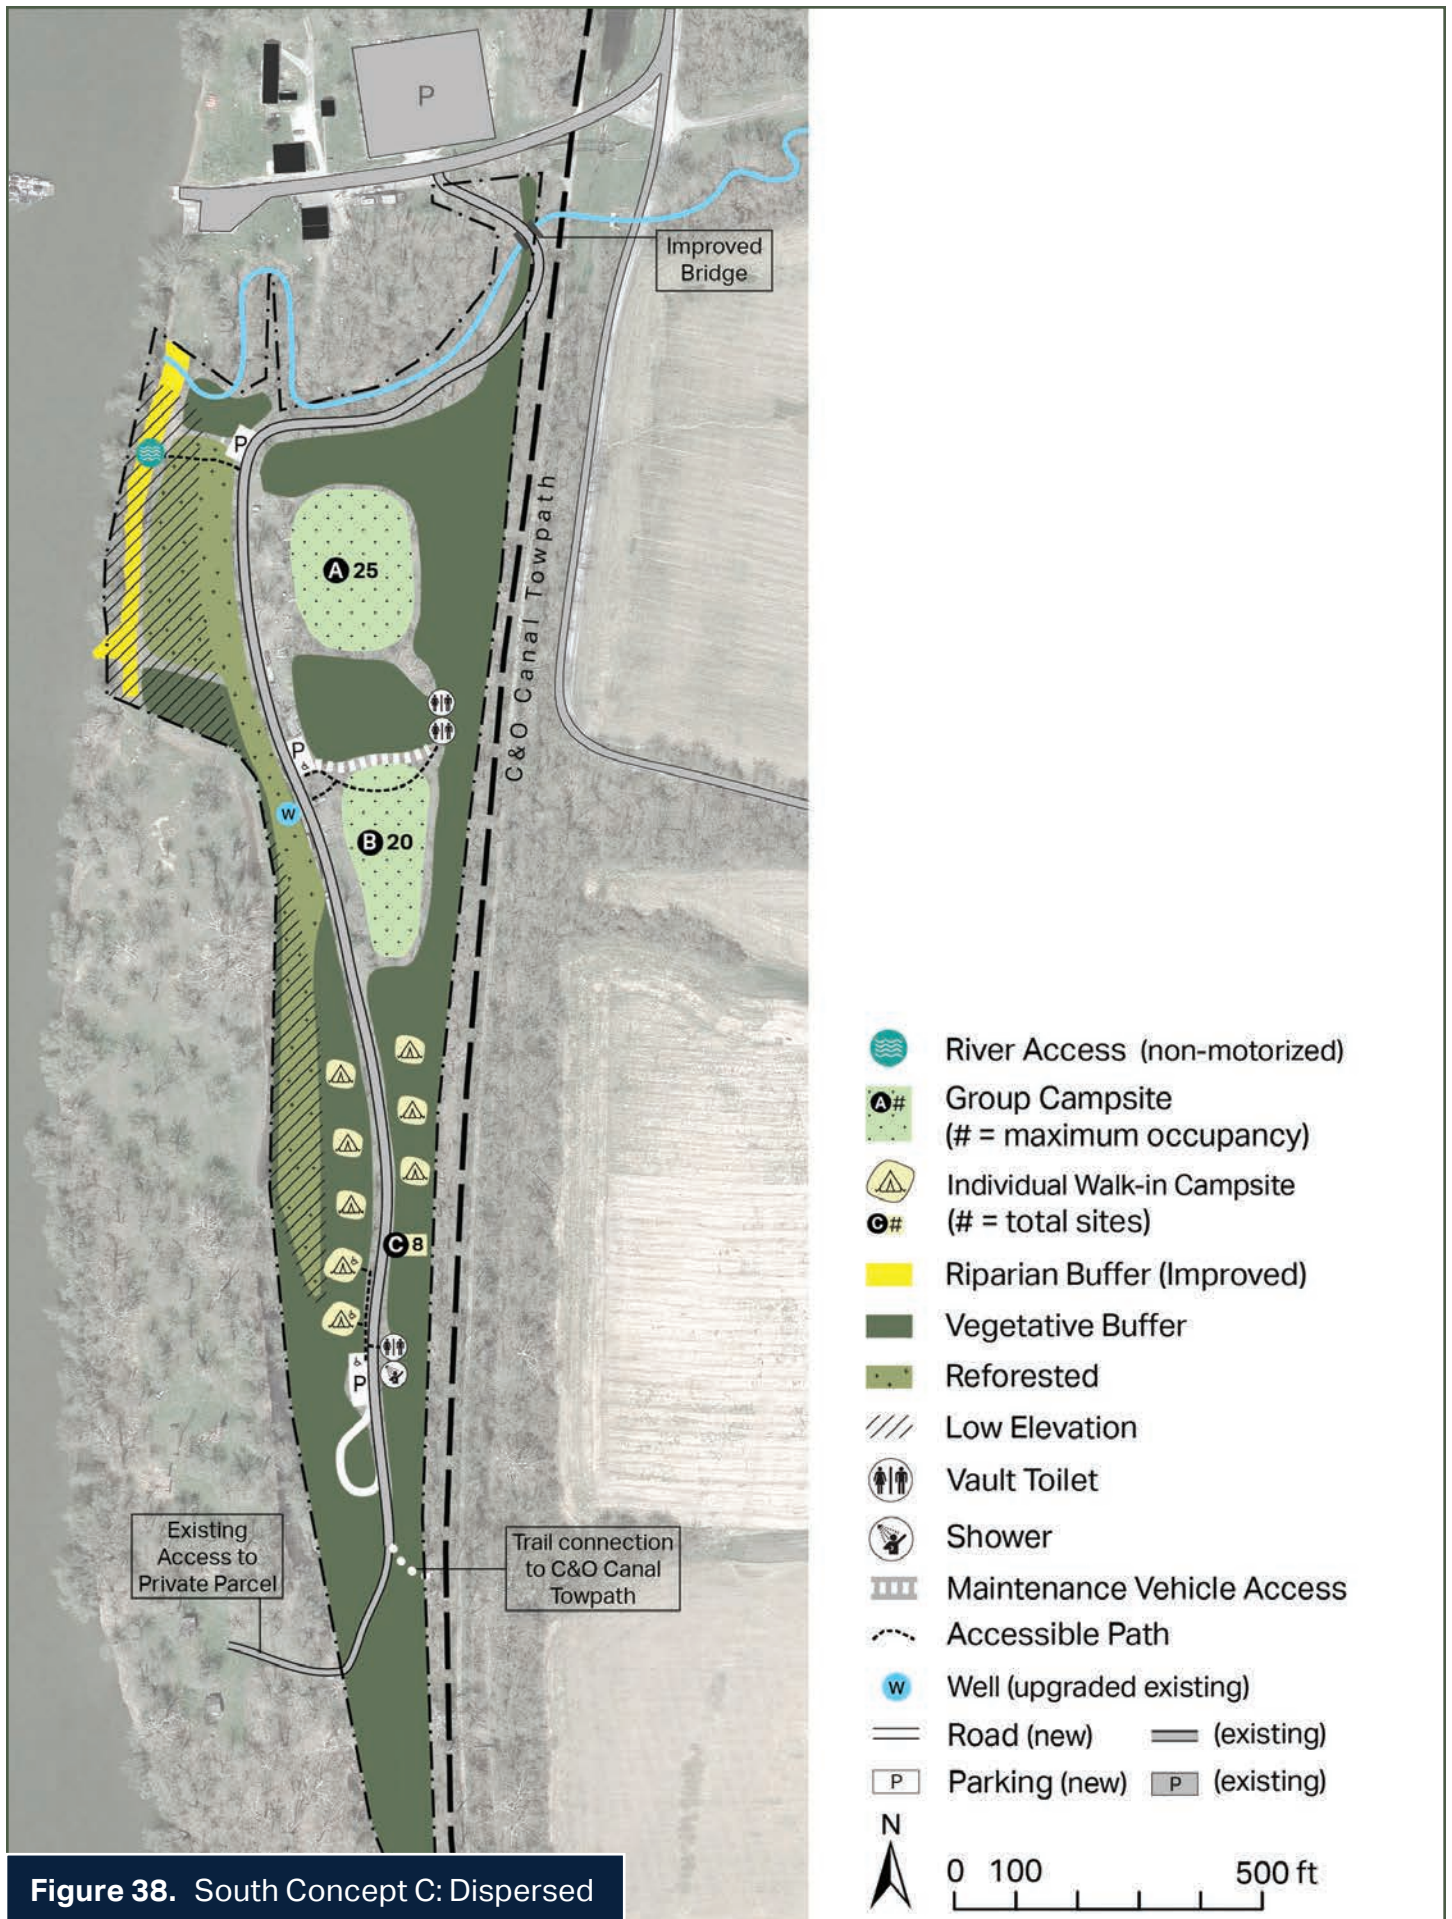 P
Improved
Bridge
P
A 25
C&O Canal Towpath
P
W
B 20
C 8
P
Existing
Access to
Private Parcel
Trail connection
to C&O Canal
Towpath
River Access (non-motorized)
A# Group Campsite
(# = maximum occupancy)
Individual Walk-in Campsite
C# (# = total sites)
Riparian Buffer (Improved)
Vegetative Buffer
Reforested
Low Elevation
Vault Toilet
Shower
Maintenance Vehicle Access
Accessible Path
W Well (upgraded existing)
Road (new) (existing)
P Parking (new) P (existing)
N
0 100 500 ft
Figure 38. South Concept C: Dispersed